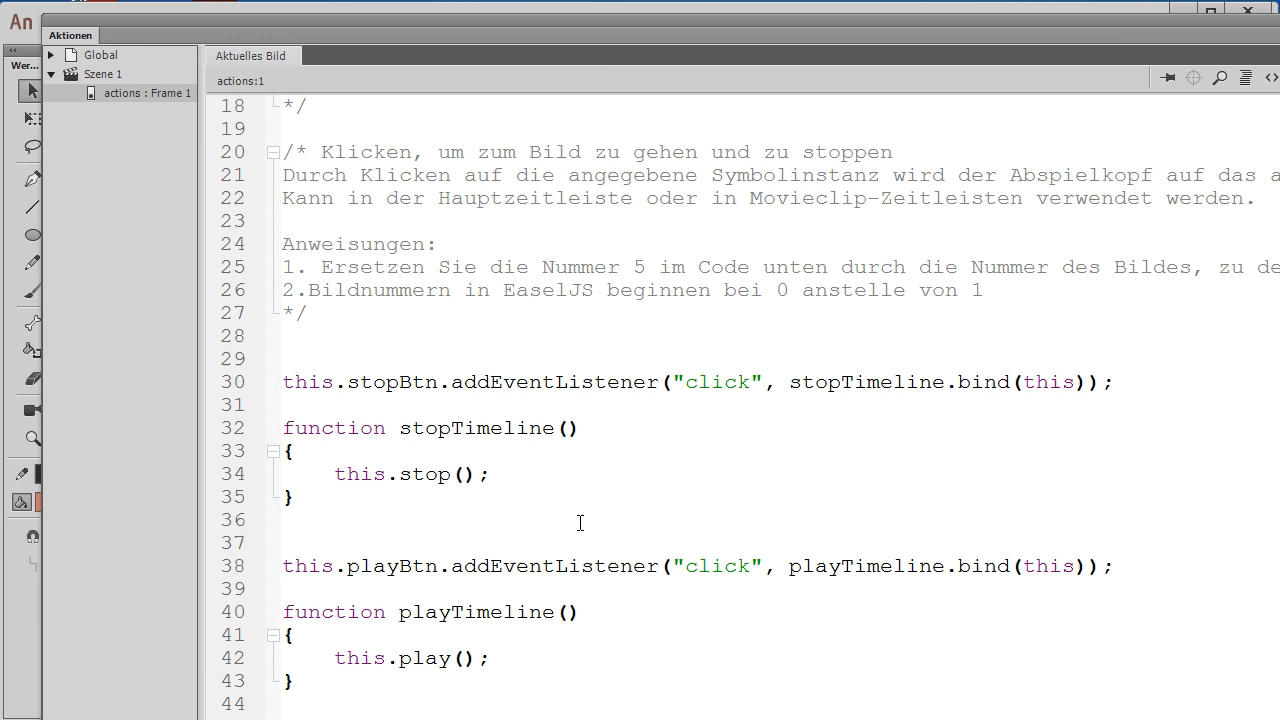 An
Aktionen
Global
Wer...
Szene 1
actions : Frame 1
Aktuelles Bild
actions:1
18 */
19
20 /* Klicken, um zum Bild zu gehen und zu stoppen
21 Durch Klicken auf die angegebene Symbolinstanz wird der Abspielkopf auf das a
22 Kann in der Hauptzeitleiste oder in Movieclip-Zeitleisten verwendet werden.
23
24 Anweisungen:
25 1. Ersetzen Sie die Nummer 5 im Code unten durch die Nummer des Bildes, zu de
26 2.Bildnummern in EaselJS beginnen bei 0 anstelle von 1
27 */
28
29
30 this.stopBtn.addEventListener("click", stopTimeline.bind(this));
31
32 function stopTimeline()
33 {
34 this.stop();
35 }
36
37
38 this.playBtn.addEventListener("click", playTimeline.bind(this));
39
40 function playTimeline()
41 {
42 this.play();
43 }
44